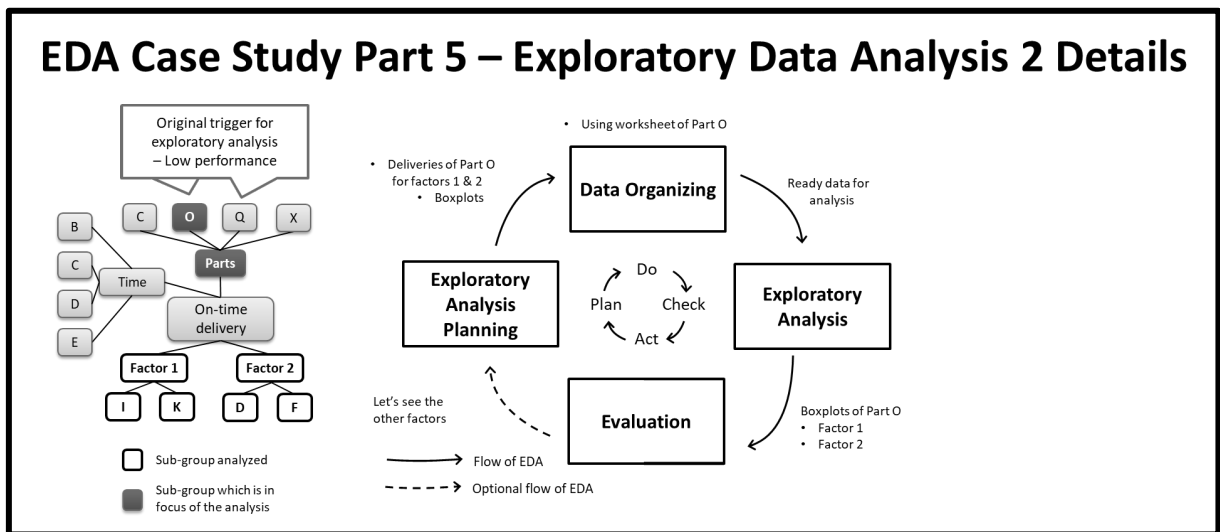 EDA Case Study Part 5 – Exploratory Data Analysis 2 Details
Original trigger for
exploratory analysis
– Low performance
C
O
Q
X
B
C
D
E
Time
Parts
On-time
delivery
Factor 1
Factor 2
I
K
D
F
Sub-group analyzed
Sub-group which is in
focus of the analysis
• Using worksheet of Part O
• Deliveries of Part O
for factors 1 & 2
• Boxplots
Data Organizing
Ready data for
analysis
Exploratory
Analysis
Planning
Do
Plan
Check
Act
Exploratory
Analysis
Let's see the
other factors
Evaluation
Boxplots of Part O
• Factor 1
• Factor 2
Flow of EDA
Optional flow of EDA